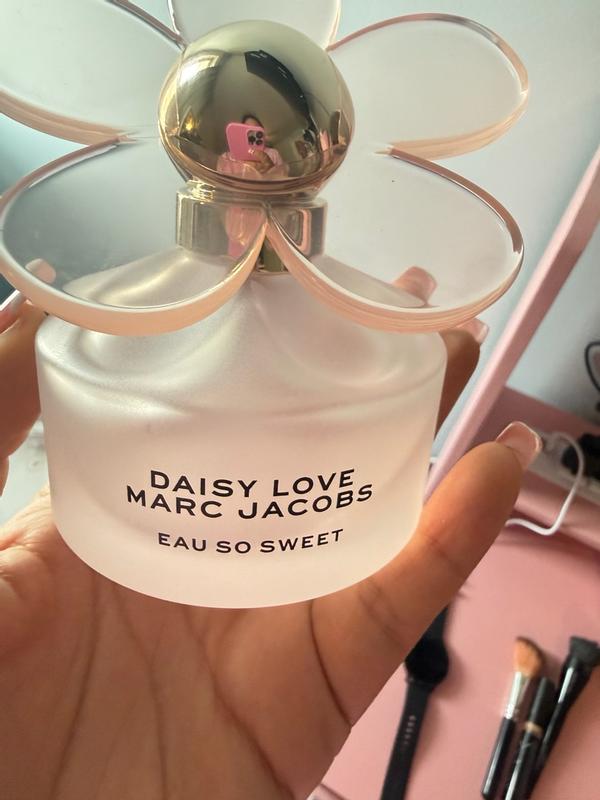 DAISY LOVE
MARC JACOBS
EAU SO SWEET